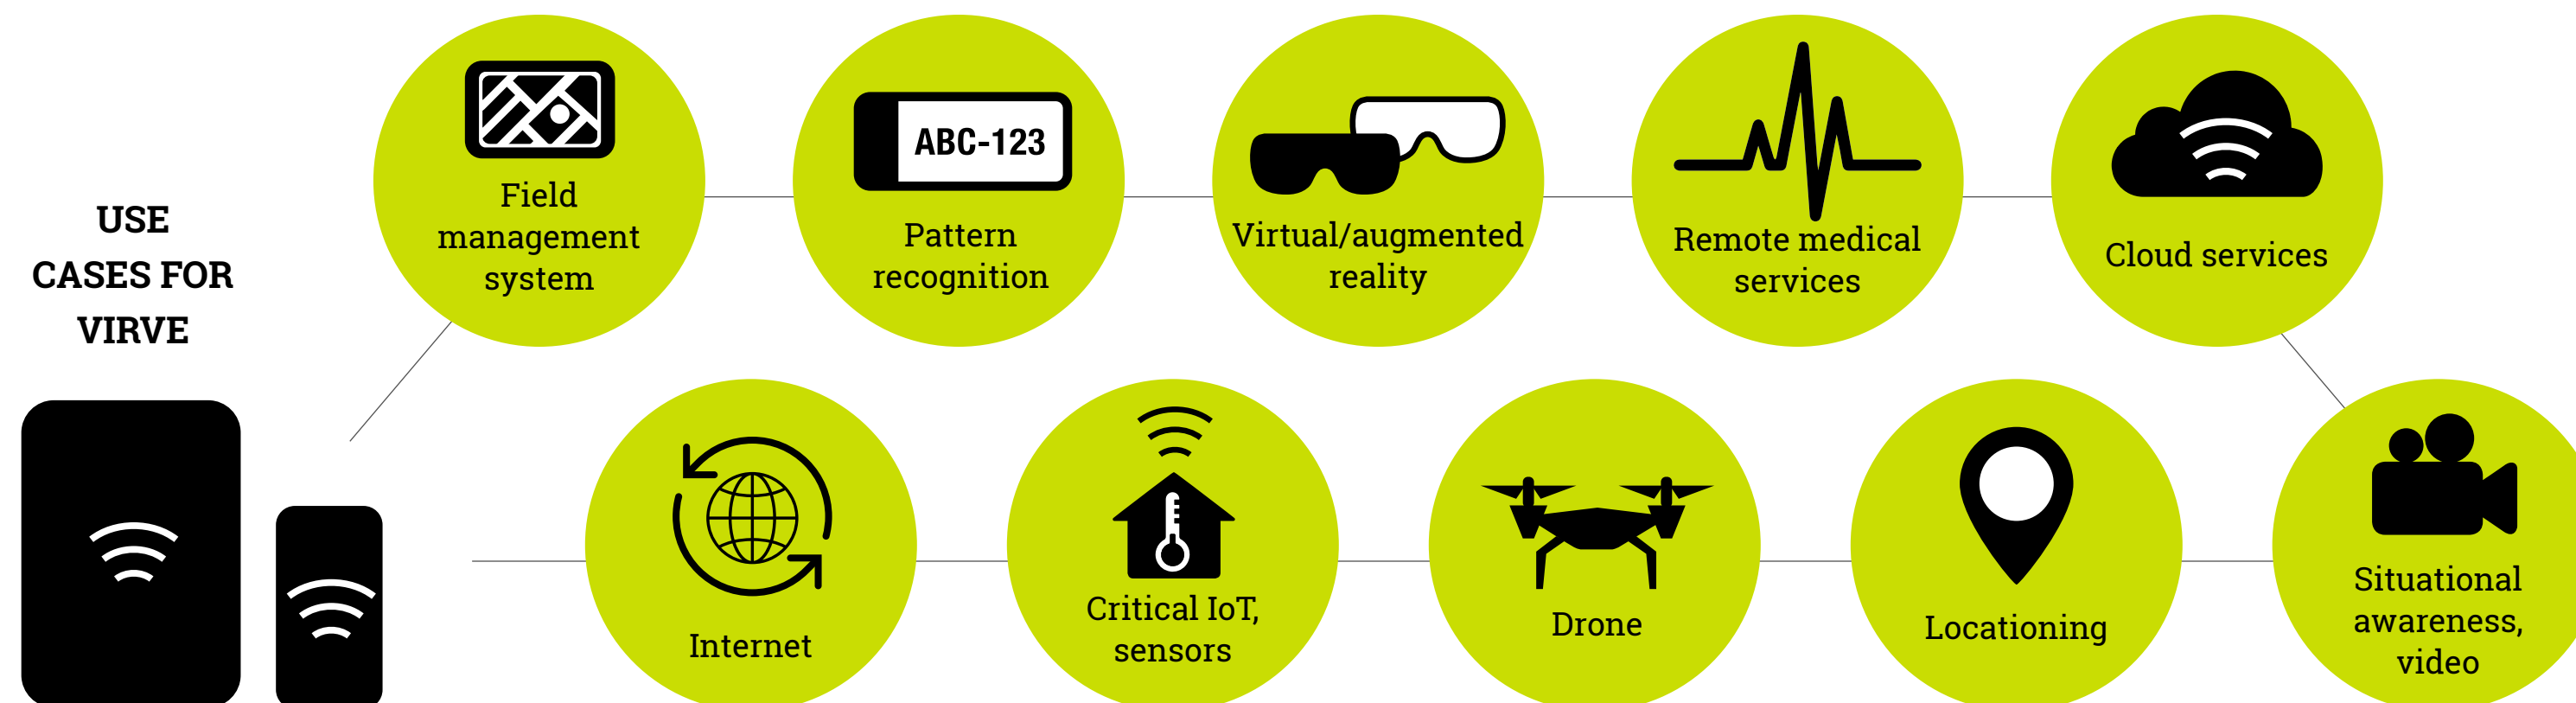 USE
CASES FOR
VIRVE
Field
management
system
ABC-123
Pattern
recognition
Virtual/augmented
reality
Remote medical
services
Cloud services
Internet
Critical IoT,
sensors
Drone
Locationing
Situational
awareness,
video